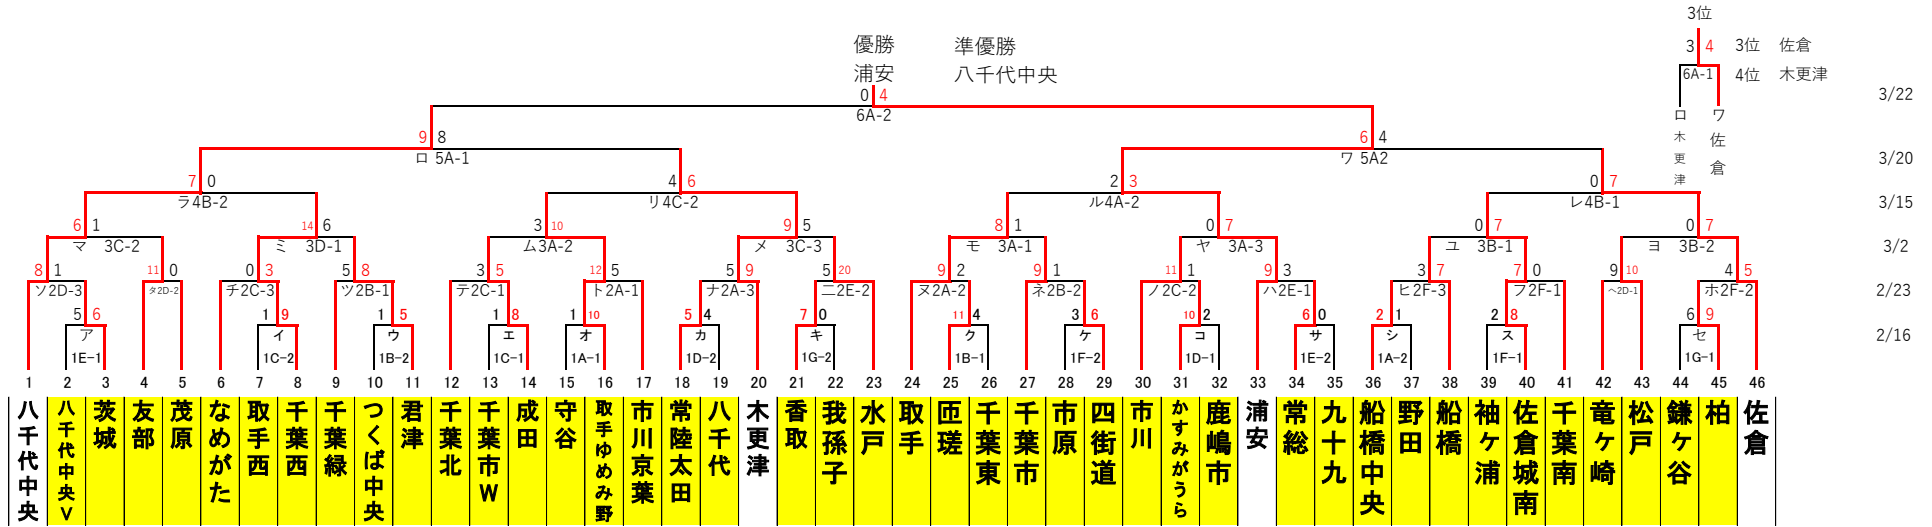 3位
優勝 準優勝 3 4 3位 佐倉
浦安 八千代中央 6A-1 4位 木更津
0 4 3/22
6A-2
ロ ワ
木更津 佐倉
9 8 6 4
ロ 5A-1 ワ 5A2 3/20
7 0 4 6 2 3 0 7
ラ4B-2 リ4C-2 ル4A-2 レ4B-1 3/15
6 1 14 6 3 10 9 5 8 1 0 7 0 7 0 7
マ 3C-2 ミ 3D-1 ム3A-2 メ 3C-3 モ 3A-1 ヤ 3A-3 ユ 3B-1 ヨ 3B-2 3/2
8 1 11 0 0 3 5 8 3 5 12 5 5 9 5 20 9 2 9 1 11 1 9 3 3 7 7 0 9 10 4 5
ソ2D-3 タ2D-2 チ2C-3 ツ2B-1 テ2C-1 ト2A-1 ナ2A-3 ニ2E-2 ヌ2A-2 ネ2B-2 ノ2C-2 ハ2E-1 ヒ2F-3 フ2F-1 ヘ2D-1 ホ2F-2 2/23
5 6 1 9 1 5 1 8 1 10 5 4 7 0 11 4 3 6 10 2 6 0 2 1 2 8 6 9
ア イ ウ エ オ カ キ ク ケ コ サ シ ス セ 2/16
1E-1 1C-2 1B-2 1C-1 1A-1 1D-2 1G-2 1B-1 1F-2 1D-1 1E-2 1A-2 1F-1 1G-1
1 2 3 4 5 6 7 8 9 10 11 12 13 14 15 16 17 18 19 20 21 22 23 24 25 26 27 28 29 30 31 32 33 34 35 36 37 38 39 40 41 42 43 44 45 46
八千代中央
八千代中央V
茨城
友部
茂原
なめがた
取手西
千葉西
千葉緑
つくば中央
君津
千葉北
千葉市W
成田
守谷
取手ゆめみ野
市川京葉
常陸太田
八千代
木更津
香取
我孫子
水戸
取手
匝瑳
千葉東
千葉市
市原
四街道
市川
かすみがうら
鹿嶋市
浦安
常総
九十九
船橋中央
野田
船橋
袖ヶ浦
佐倉城南
千葉南
竜ヶ崎
松戸
鎌ヶ谷
柏
佐倉